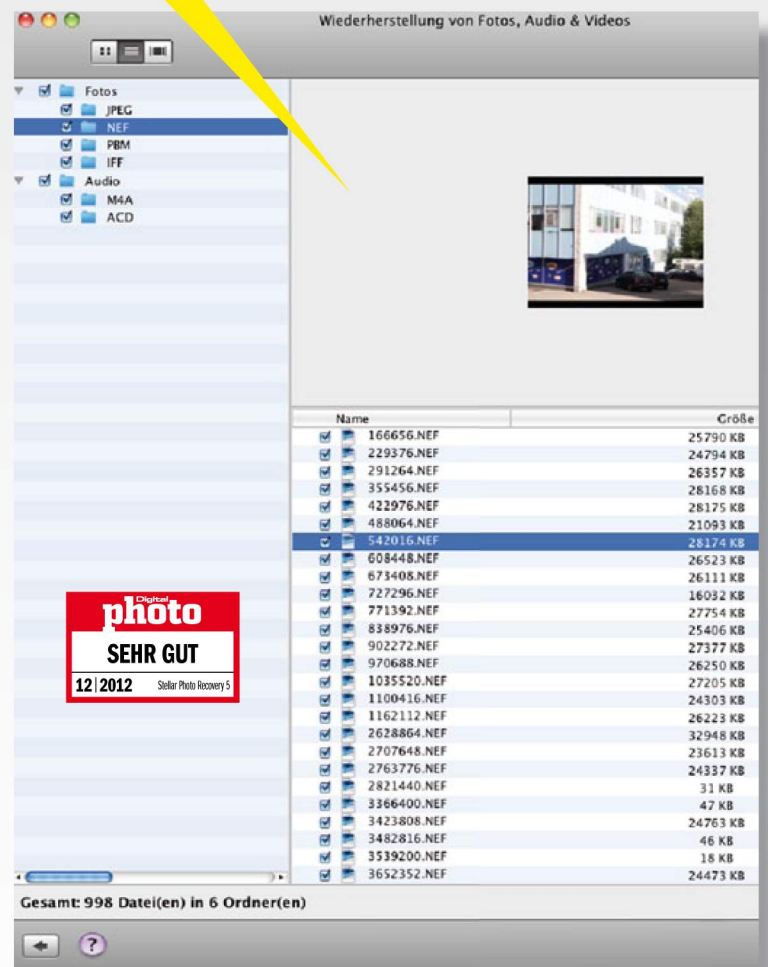 Wiederherstellung von Fotos, Audio & Videos
Fotos
JPEG
NEF
PBM
IFF
Audio
M4A
ACD
Name Größe
166656.NEF 25790 KB
229376.NEF 24794 KB
291264.NEF 26357 KB
355456.NEF 28168 KB
422976.NEF 28175 KB
488064.NEF 21093 KB
542016.NEF 28174 KB
608448.NEF 26523 KB
673408.NEF 26111 KB
727296.NEF 16032 KB
771392.NEF 27754 KB
838976.NEF 25406 KB
902272.NEF 27377 KB
970688.NEF 26250 KB
1035520.NEF 27205 KB
1100416.NEF 24303 KB
1162112.NEF 26223 KB
2628864.NEF 32948 KB
2707648.NEF 23613 KB
2763776.NEF 24337 KB
2821440.NEF 31 KB
3366400.NEF 47 KB
3423808.NEF 24763 KB
3482816.NEF 46 KB
3539200.NEF 18 KB
3652352.NEF 24473 KB
Digital
photo
SEHR GUT
12|2012 Stellar Photo Recovery 5
Gesamt: 998 Datei(en) in 6 Ordner(en)
?